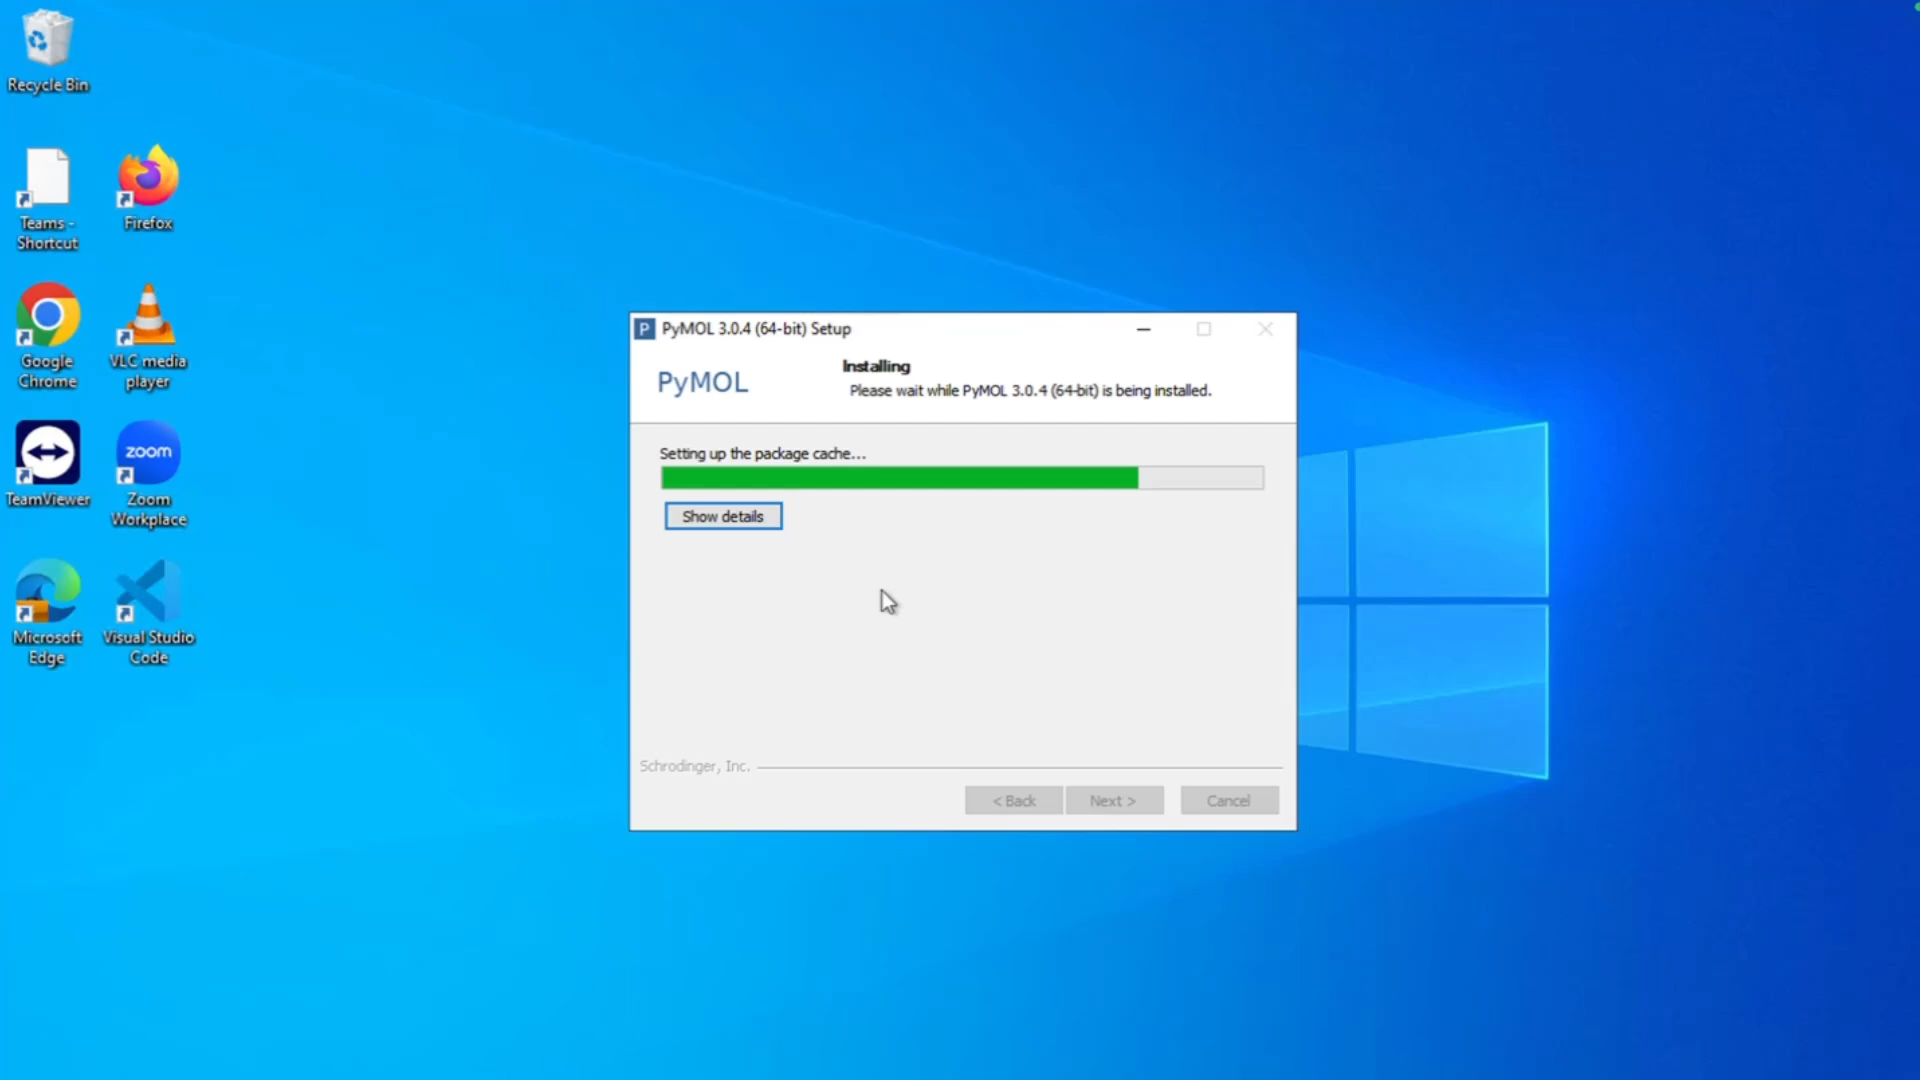 Recycle Bin
Teams -
Shortcut
Firefox
Google
Chrome
VLC media
player
TeamViewer
zoom
Zoom
Workplace
Microsoft
Edge
Visual Studio
Code
P PyMOL 3.0.4 (64-bit) Setup
PyMOL
Installing
Please wait while PyMOL 3.0.4 (64-bit) is being installed.
Setting up the package cache...
Show details
Schrodinger, Inc.
< Back
Next >
Cancel